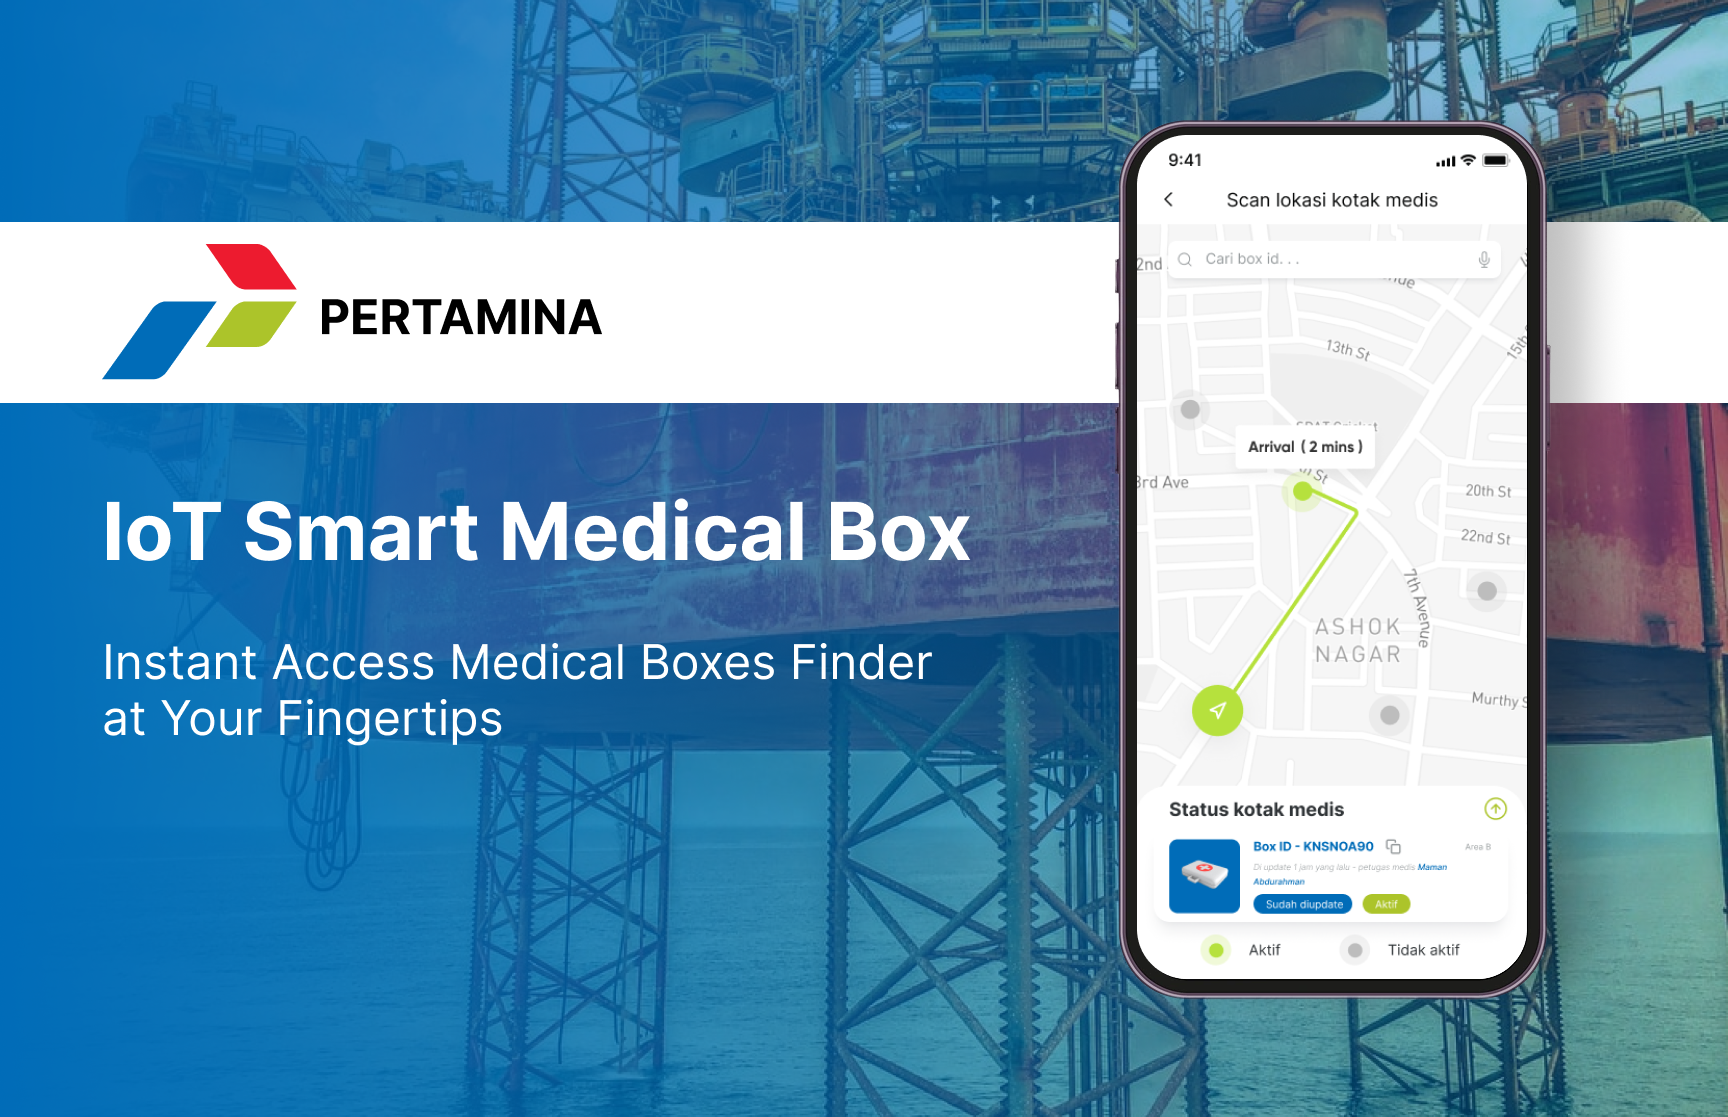 PERTAMINA
IoT Smart Medical Box
Instant Access Medical Boxes Finder
at Your Fingertips
A
9:41
Scan lokasi kotak medis
2nd
Cari box id. . .
nue
13th St
15th
Arrival ( 2 mins )
St
3rd Ave
20th St
22nd St
7th Avenue
ASHOK
NAGAR
Murthy S
Status kotak medis
Box ID - KNSNOA90
Area B
Di update 1 jam yang lalu - petugas medis Maman
Abdurahman
Sudah diupdate
Aktif
Aktif
Tidak aktif